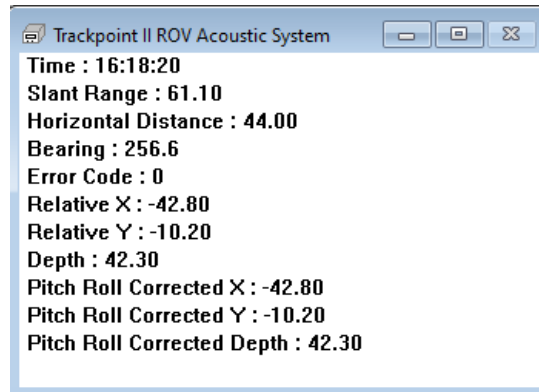 Trackpoint II ROV Acoustic System
Time : 16:18:20
Slant Range : 61.10
Horizontal Distance : 44.00
Bearing : 256.6
Error Code : 0
Relative X : -42.80
Relative Y : -10.20
Depth : 42.30
Pitch Roll Corrected X : -42.80
Pitch Roll Corrected Y : -10.20
Pitch Roll Corrected Depth : 42.30